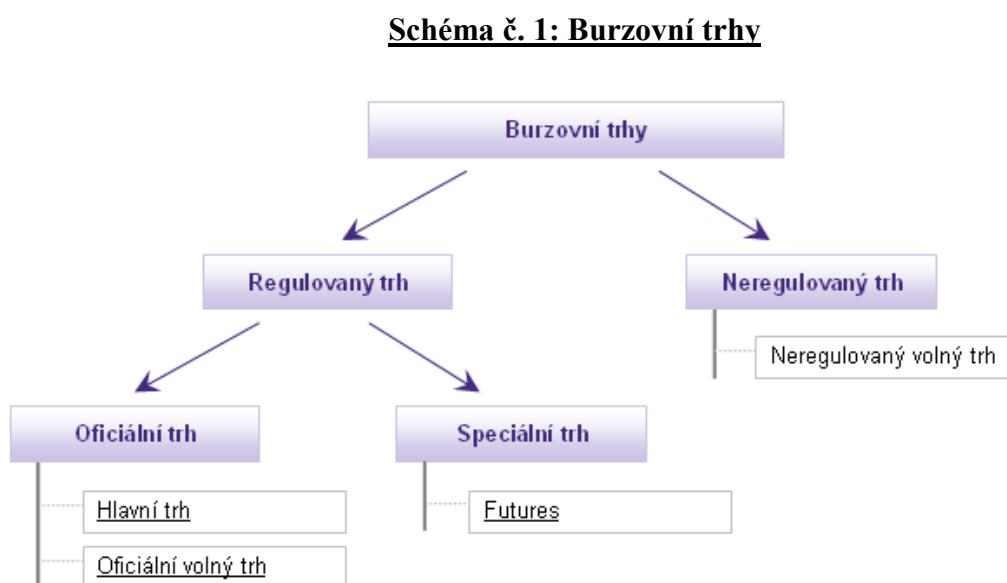 Schéma č. 1: Burzovní trhy
Burzovní trhy
Regulovaný trh
Neregulovaný trh
Neregulovaný volný trh
Oficiální trh
Speciální trh
Hlavní trh
Futures
Oficiální volný trh